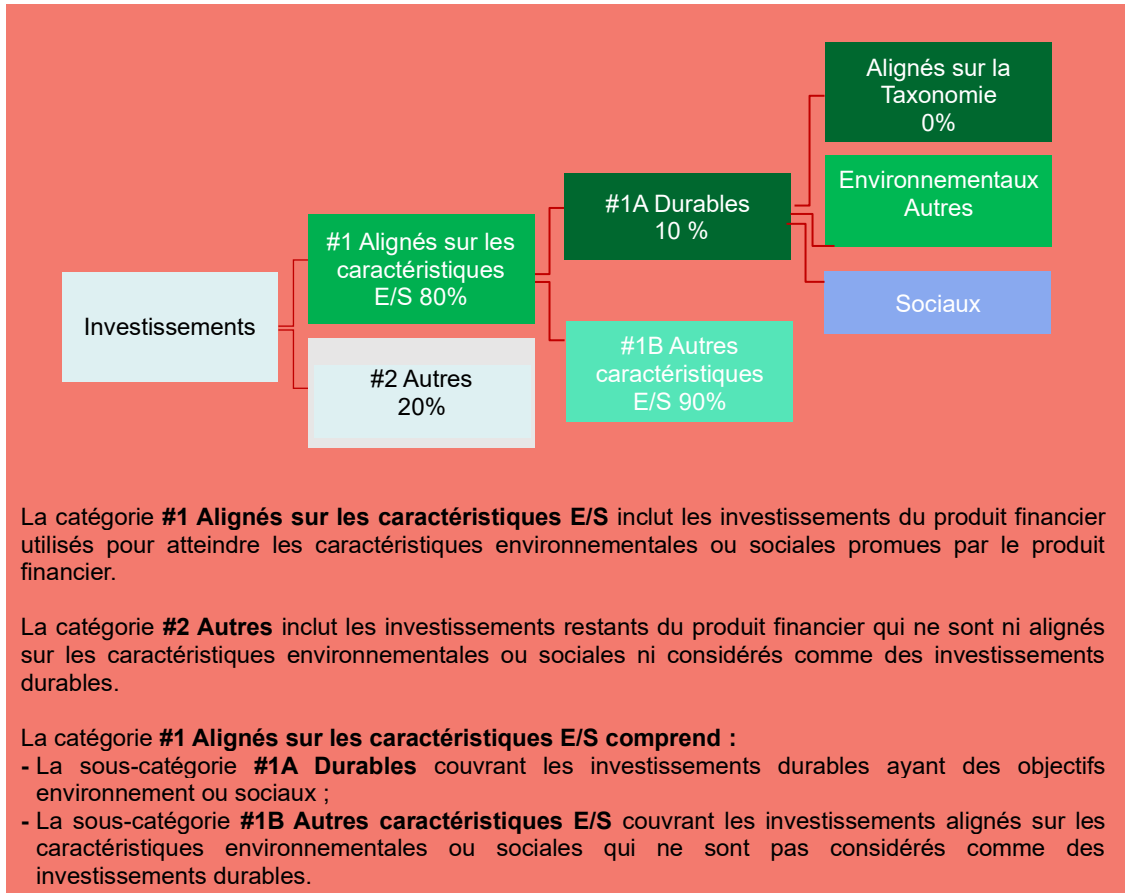 Alignés sur la
Taxonomie
0%
Environnementaux
Autres
#1A Durables
10 %
#1 Alignés sur les
caractéristiques
E/S 80%
Sociaux
Investissements
#1B Autres
caractéristiques
E/S 90%
#2 Autres
20%
La catégorie #1 Alignés sur les caractéristiques E/S inclut les investissements du produit financier
utilisés pour atteindre les caractéristiques environnementales ou sociales promues par le produit
financier.
La catégorie #2 Autres inclut les investissements restants du produit financier qui ne sont ni alignés
sur les caractéristiques environnementales ou sociales ni considérés comme des investissements
durables.
La catégorie #1 Alignés sur les caractéristiques E/S comprend :
- La sous-catégorie #1A Durables couvrant les investissements durables ayant des objectifs
environnement ou sociaux ;
- La sous-catégorie #1B Autres caractéristiques E/S couvrant les investissements alignés sur les
caractéristiques environnementales ou sociales qui ne sont pas considérés comme des
investissements durables.